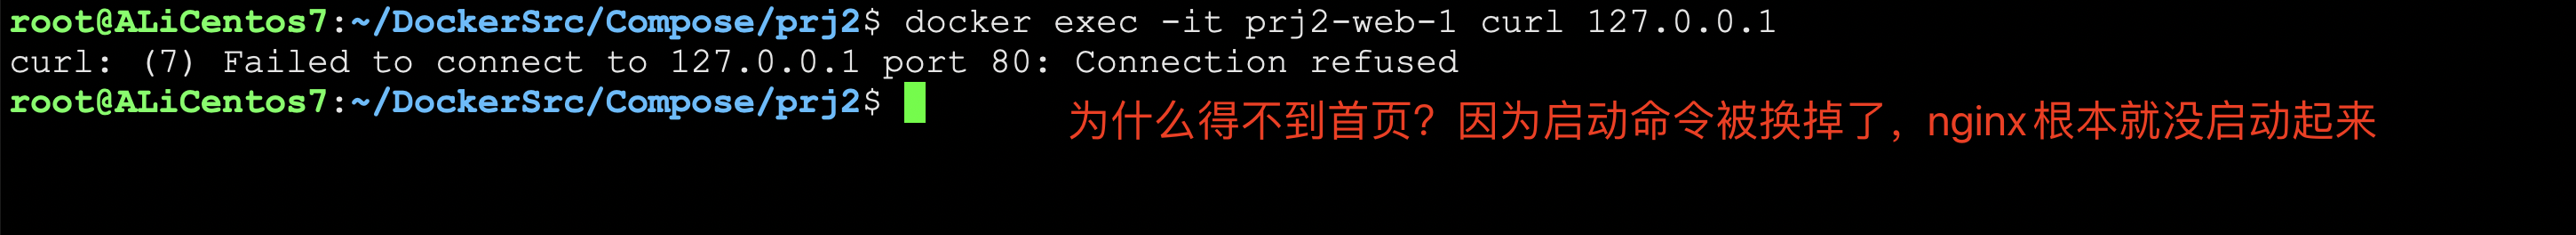 root@ALiCentos7:~/DockerSrc/Compose/prj2$ docker exec -it prj2-web-1 curl 127.0.0.1
curl: (7) Failed to connect to 127.0.0.1 port 80: Connection refused
root@ALiCentos7:~/DockerSrc/Compose/prj2$
为什么得不到首页？因为启动命令被换掉了，nginx根本就没启动起来